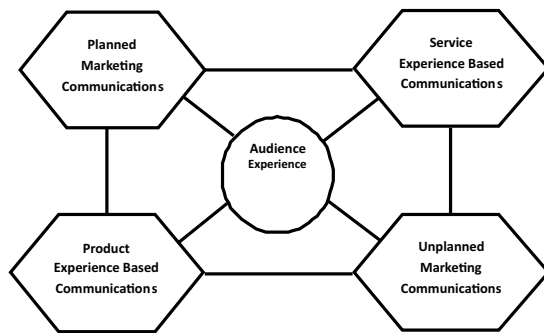 Planned
Marketing
Communications
Service
Experience Based
Communications
Audience
Experience
Product
Experience Based
Communications
Unplanned
Marketing
Communications